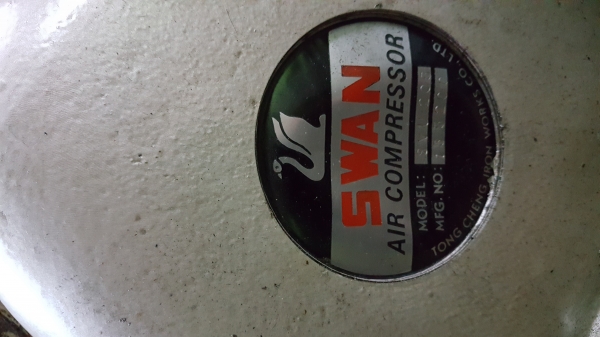 SWAN
AIR COMPRESSOR
MODEL:
MFG. NO:
TONG CHENG IRON WORKS CO., LTD.